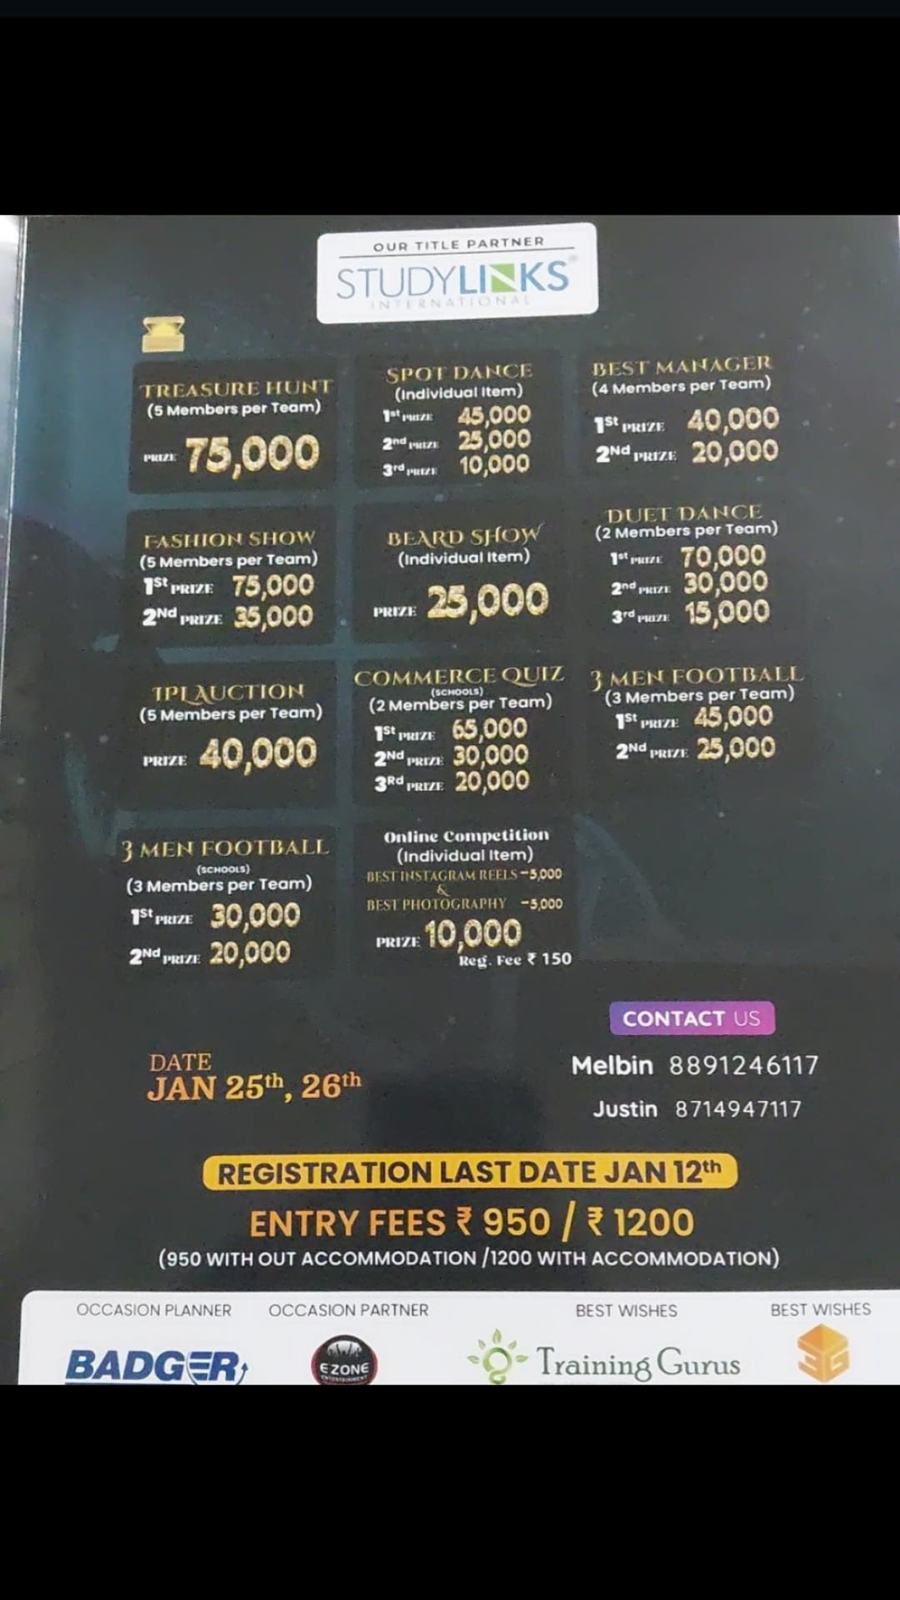 OUR TITLE PARTNER
STUDYLINKS
INTERNATIONAL
TREASURE HUNT
(5 Members per Team)
PRIZE 75,000
SPOT DANCE
(Individual Item)
1st PRIZE 45,000
2nd PRIZE 25,000
3rd PRIZE 10,000
BEST MANAGER
(4 Members per Team)
1St PRIZE 40,000
2Nd PRIZE 20,000
FASHION SHOW
(5 Members per Team)
1St PRIZE 75,000
2Nd PRIZE 35,000
BEARD SHOW
(Individual Item)
PRIZE 25,000
DUET DANCE
(2 Members per Team)
1st PRIZE 70,000
2nd PRIZE 30,000
3rd PRIZE 15,000
IPL AUCTION
(5 Members per Team)
PRIZE 40,000
COMMERCE QUIZ
(SCHOOLS)
(2 Members per Team)
1St PRIZE 65,000
2Nd PRIZE 30,000
3Rd PRIZE 20,000
3 MEN FOOTBALL
(3 Members per Team)
1St PRIZE 45,000
2Nd PRIZE 25,000
3 MEN FOOTBALL
(SCHOOLS)
(3 Members per Team)
1St PRIZE 30,000
2Nd PRIZE 20,000
Online Competition
(Individual Item)
BEST INSTAGRAM REELS -5,000
&
BEST PHOTOGRAPHY -5,000
PRIZE 10,000
Reg. Fee ₹ 150
CONTACT US
Melbin 8891246117
Justin 8714947117
DATE
JAN 25th, 26th
REGISTRATION LAST DATE JAN 12th
ENTRY FEES ₹ 950 / ₹ 1200
(950 WITH OUT ACCOMMODATION /1200 WITH ACCOMMODATION)
OCCASION PLANNER
BADGER
OCCASION PARTNER
E ZONE
ENTERTAINMENT
BEST WISHES
Training Gurus
BEST WISHES
3G